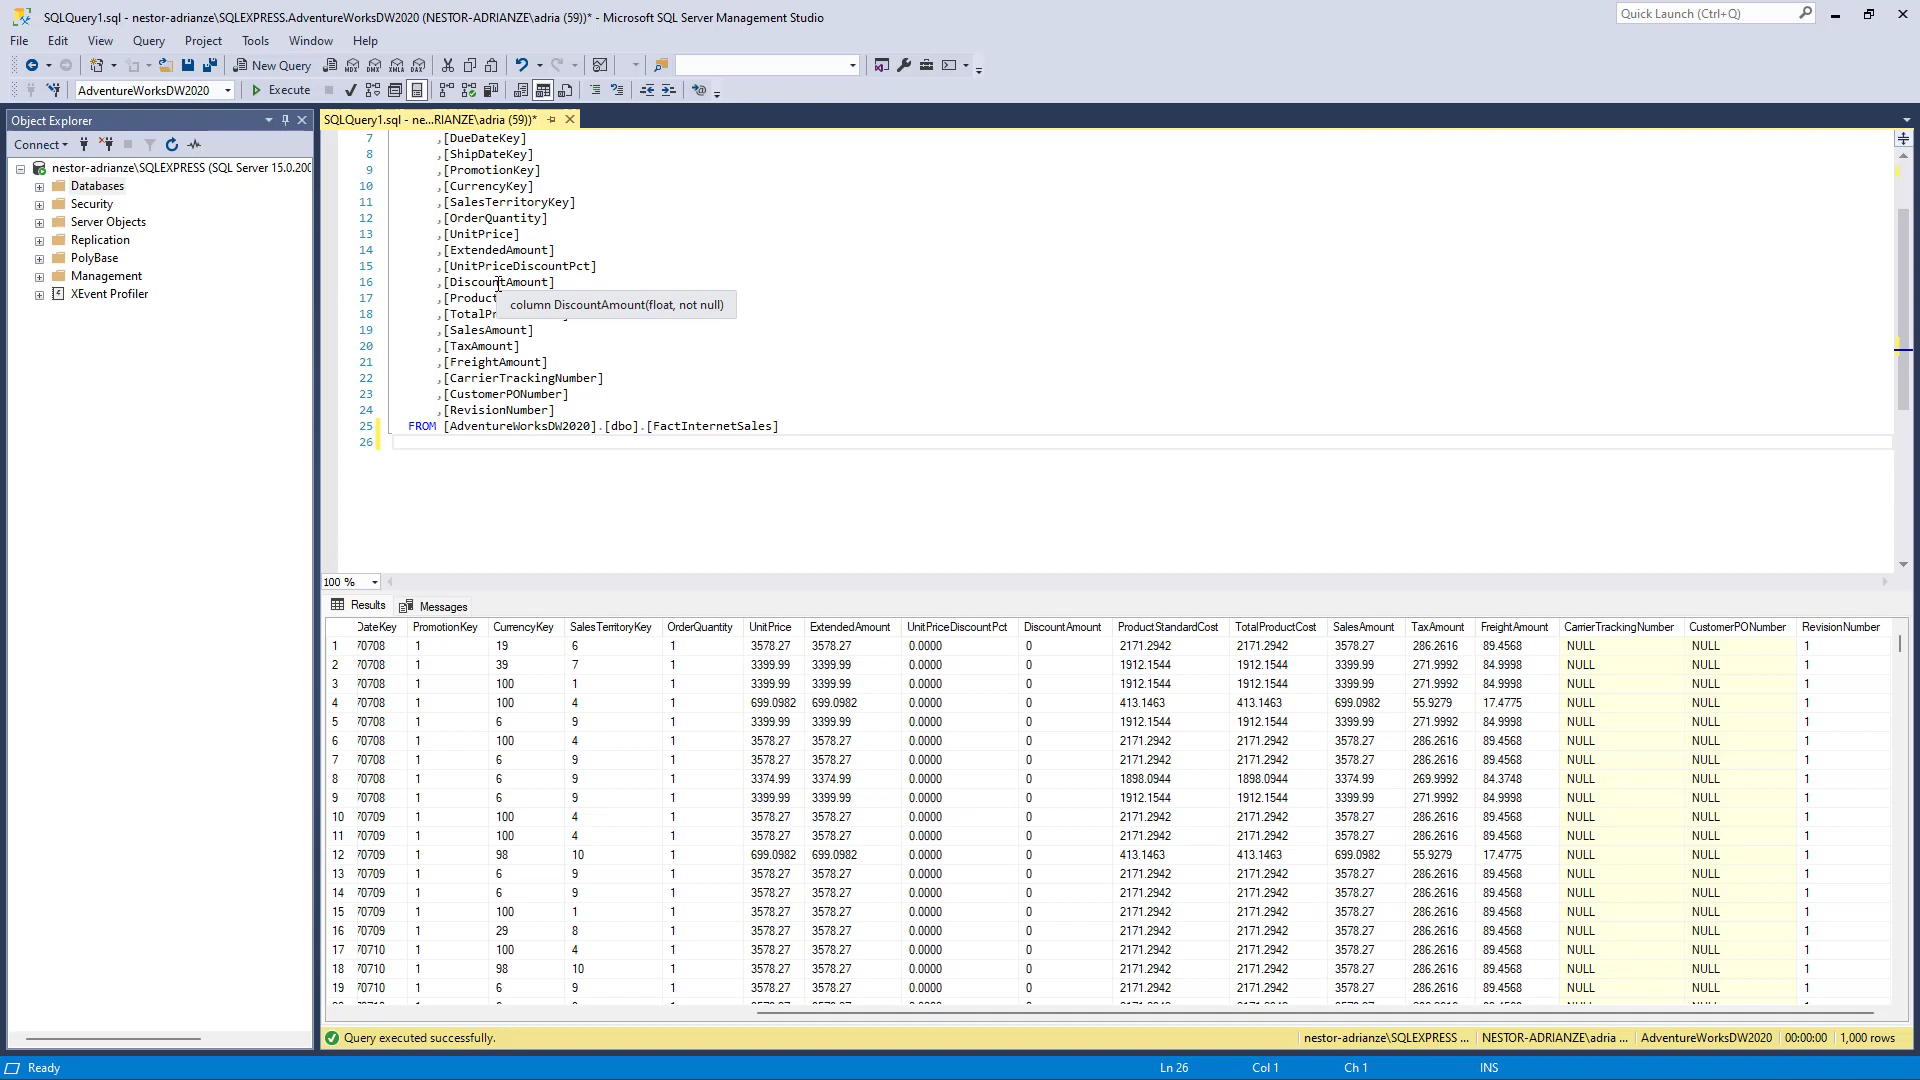 SQLQuery1.sql - nestor-adrianze\SQLEXPRESS.AdventureWorksDW2020 (NESTOR-ADRIANZE\adria (59))* - Microsoft SQL Server Management Studio
Quick Launch (Ctrl+Q)
File Edit View Query Project Tools Window Help
New Query
AdventureWorksDW2020 Execute
Object Explorer
Connect
nestor-adrianze\SQLEXPRESS (SQL Server 15.0.200
Databases
Security
Server Objects
Replication
PolyBase
Management
XEvent Profiler
SQLQuery1.sql - ne...RIANZE\adria (59))*
7 ,[DueDateKey]
8 ,[ShipDateKey]
9 ,[PromotionKey]
10 ,[CurrencyKey]
11 ,[SalesTerritoryKey]
12 ,[OrderQuantity]
13 ,[UnitPrice]
14 ,[ExtendedAmount]
15 ,[UnitPriceDiscountPct]
16 ,[DiscountAmount]
17 ,[Product
column DiscountAmount(float, not null)
18 ,[TotalPr
19 ,[SalesAmount]
20 ,[TaxAmount]
21 ,[FreightAmount]
22 ,[CarrierTrackingNumber]
23 ,[CustomerPONumber]
24 ,[RevisionNumber]
25 FROM [AdventureWorksDW2020].[dbo].[FactInternetSales]
26
100 %
Results Messages
DateKey PromotionKey CurrencyKey SalesTerritoryKey OrderQuantity UnitPrice ExtendedAmount UnitPriceDiscountPct DiscountAmount ProductStandardCost TotalProductCost SalesAmount TaxAmount FreightAmount CarrierTrackingNumber CustomerPONumber RevisionNumber
1 70708 1 19 6 1 3578.27 3578.27 0.0000 0 2171.2942 2171.2942 3578.27 286.2616 89.4568 NULL NULL 1
2 70708 1 39 7 1 3399.99 3399.99 0.0000 0 1912.1544 1912.1544 3399.99 271.9992 84.9998 NULL NULL 1
3 70708 1 100 1 1 3399.99 3399.99 0.0000 0 1912.1544 1912.1544 3399.99 271.9992 84.9998 NULL NULL 1
4 70708 1 100 4 1 699.0982 699.0982 0.0000 0 413.1463 413.1463 699.0982 55.9279 17.4775 NULL NULL 1
5 70708 1 6 9 1 3399.99 3399.99 0.0000 0 1912.1544 1912.1544 3399.99 271.9992 84.9998 NULL NULL 1
6 70708 1 100 4 1 3578.27 3578.27 0.0000 0 2171.2942 2171.2942 3578.27 286.2616 89.4568 NULL NULL 1
7 70708 1 6 9 1 3578.27 3578.27 0.0000 0 2171.2942 2171.2942 3578.27 286.2616 89.4568 NULL NULL 1
8 70708 1 6 9 1 3374.99 3374.99 0.0000 0 1898.0944 1898.0944 3374.99 269.9992 84.3748 NULL NULL 1
9 70708 1 6 9 1 3399.99 3399.99 0.0000 0 1912.1544 1912.1544 3399.99 271.9992 84.9998 NULL NULL 1
10 70709 1 100 4 1 3578.27 3578.27 0.0000 0 2171.2942 2171.2942 3578.27 286.2616 89.4568 NULL NULL 1
11 70709 1 100 4 1 3578.27 3578.27 0.0000 0 2171.2942 2171.2942 3578.27 286.2616 89.4568 NULL NULL 1
12 70709 1 98 10 1 699.0982 699.0982 0.0000 0 413.1463 413.1463 699.0982 55.9279 17.4775 NULL NULL 1
13 70709 1 6 9 1 3578.27 3578.27 0.0000 0 2171.2942 2171.2942 3578.27 286.2616 89.4568 NULL NULL 1
14 70709 1 6 9 1 3578.27 3578.27 0.0000 0 2171.2942 2171.2942 3578.27 286.2616 89.4568 NULL NULL 1
15 70709 1 100 1 1 3578.27 3578.27 0.0000 0 2171.2942 2171.2942 3578.27 286.2616 89.4568 NULL NULL 1
16 70709 1 29 8 1 3578.27 3578.27 0.0000 0 2171.2942 2171.2942 3578.27 286.2616 89.4568 NULL NULL 1
17 70710 1 100 4 1 3578.27 3578.27 0.0000 0 2171.2942 2171.2942 3578.27 286.2616 89.4568 NULL NULL 1
18 70710 1 98 10 1 3578.27 3578.27 0.0000 0 2171.2942 2171.2942 3578.27 286.2616 89.4568 NULL NULL 1
19 70710 1 6 9 1 3578.27 3578.27 0.0000 0 2171.2942 2171.2942 3578.27 286.2616 89.4568 NULL NULL 1
Query executed successfully. nestor-adrianze\SQLEXPRESS ... NESTOR-ADRIANZE\adria ... AdventureWorksDW2020 00:00:00 1,000 rows
Ready Ln 26 Col 1 Ch 1 INS